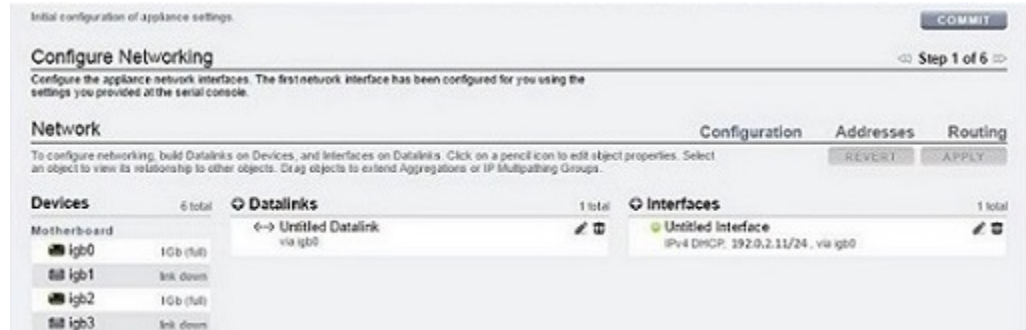 Initial configuration of appliance settings.
COMMIT
Configure Networking
Step 1 of 6
Configure the appliance network interfaces. The first network interface has been configured for you using the
settings you provided at the serial console.
Network
Configuration Addresses Routing
To configure networking, build Datalinks on Devices, and Interfaces on Datalinks. Click on a pencil icon to edit object properties. Select
an object to view its relationship to other objects. Drag objects to extend Aggregations or IP Multipathing Groups.
REVERT APPLY
Devices 6 total
Motherboard
igb0 1Gb (full)
igb1 link down
igb2 1Gb (full)
igb3 link down
Datalinks 1 total
Untitled Datalink
via igb0
Interfaces 1 total
Untitled Interface
IPv4 DHCP, 192.0.2.11/24, via igb0